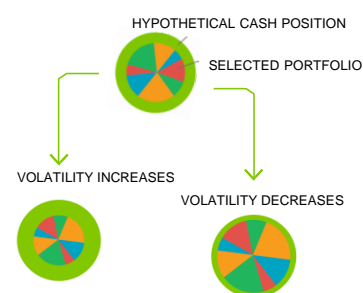 HYPOTHETICAL CASH POSITION
SELECTED PORTFOLIO
VOLATILITY INCREASES
VOLATILITY DECREASES